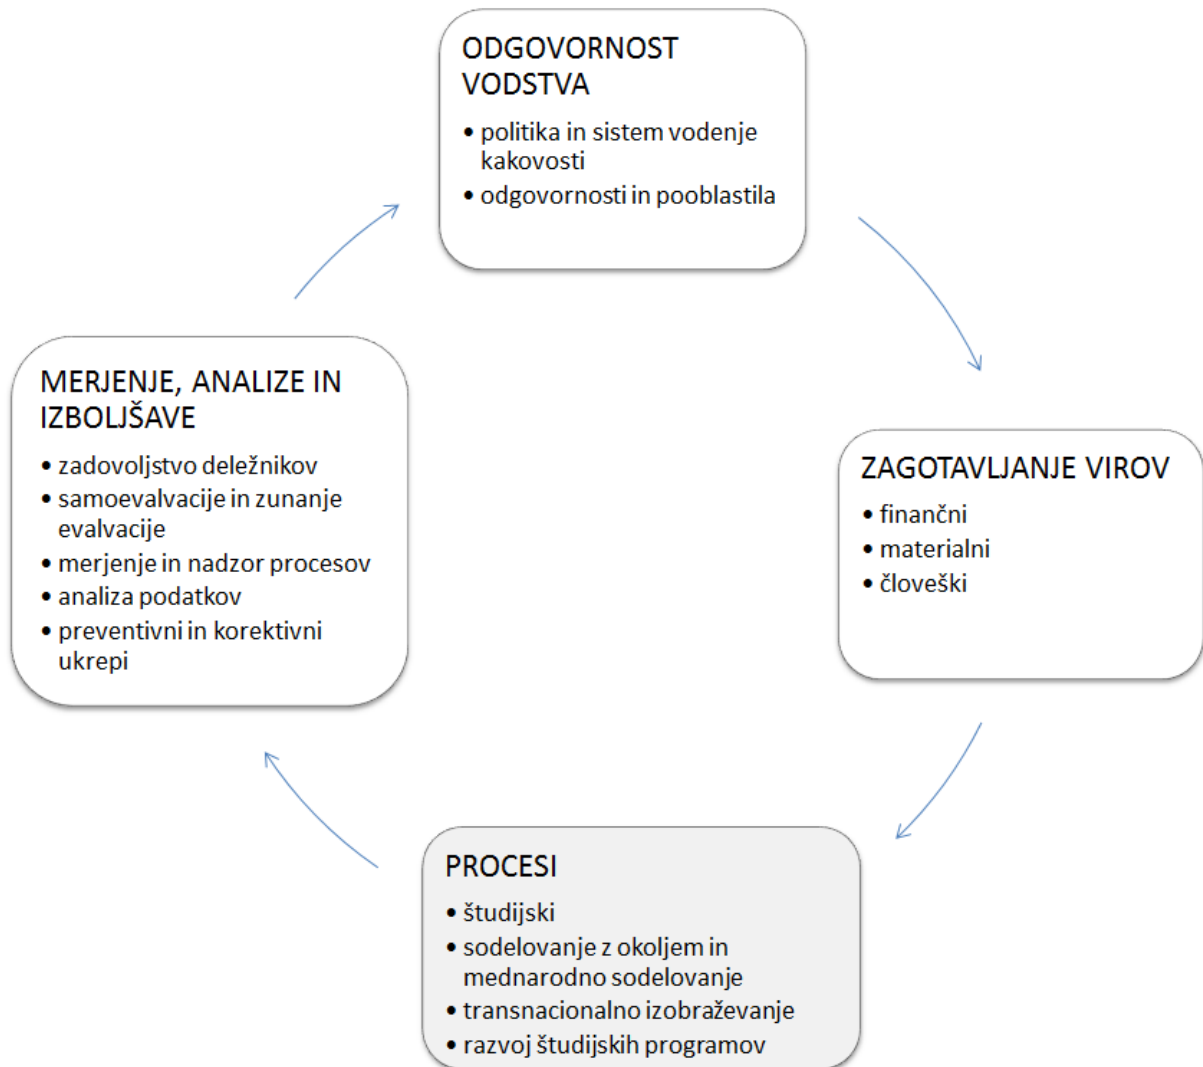 ODGOVORNOST
VODSTVA
• politika in sistem vodenje
kakovosti
• odgovornosti in pooblastila
MERJENJE, ANALIZE IN
IZBOLJŠAVE
• zadovoljstvo deležnikov
• samoevalvacije in zunanje
evalvacije
• merjenje in nadzor procesov
• analiza podatkov
• preventivni in korektivni
ukrepi
ZAGOTAVLJANJE VIROV
• finančni
• materialni
• človeški
PROCESI
• študijski
• sodelovanje z okoljem in
mednarodno sodelovanje
• transnacionalno izobraževanje
• razvoj študijskih programov